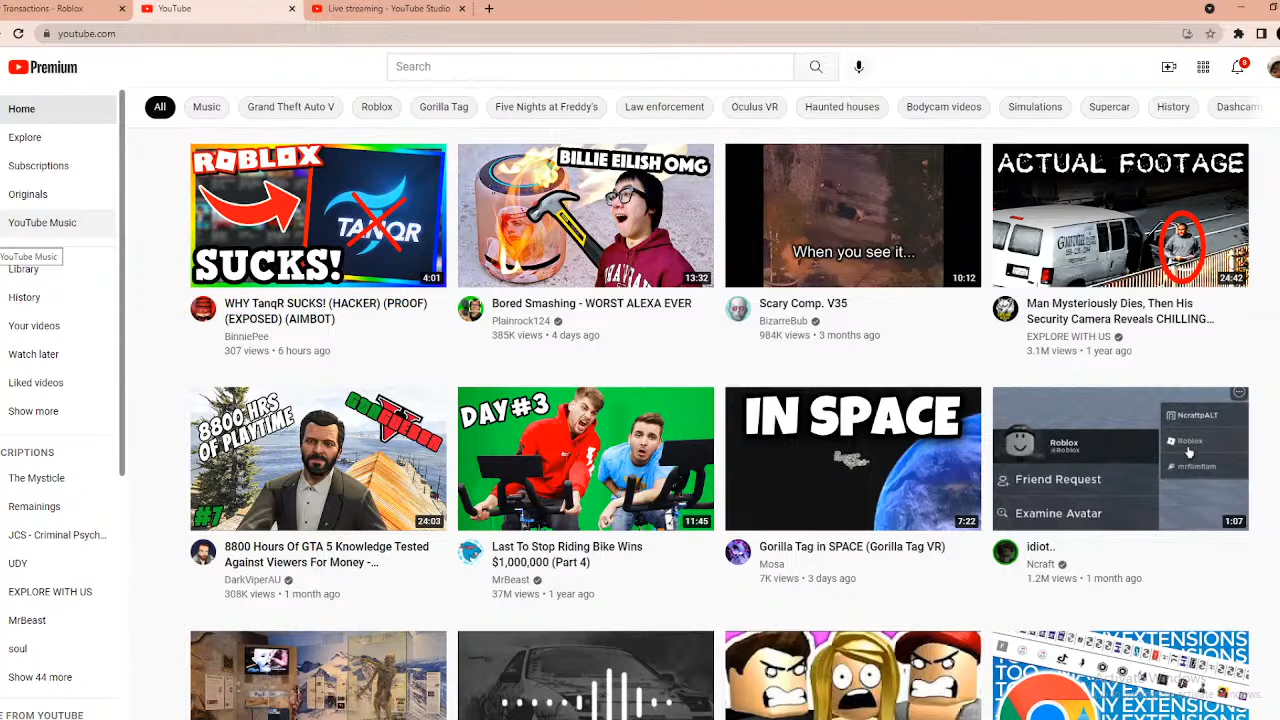 Transactions - Roblox
YouTube
Live streaming - YouTube Studio
youtube.com
Premium
Search
8
Home
Explore
Subscriptions
Originals
YouTube Music
YouTube Music
Library
History
Your videos
Watch later
Liked videos
Show more
CRIPTIONS
The Mysticle
Remainings
JCS - Criminal Psych...
UDY
EXPLORE WITH US
MrBeast
soul
Show 44 more
E FROM YOUTUBE
All
Music
Grand Theft Auto V
Roblox
Gorilla Tag
Five Nights at Freddy's
Law enforcement
Oculus VR
Haunted houses
Bodycam videos
Simulations
Supercar
History
Dashcams
ROBLOX
TANQR
SUCKS!
4:01
WHY TanqR SUCKS! (HACKER) (PROOF)
(EXPOSED) (AIMBOT)
BinniePee
307 views • 6 hours ago
BILLIE EILISH OMG
13:32
Bored Smashing - WORST ALEXA EVER
Plainrock124
385K views • 4 days ago
When you see it...
10:12
Scary Comp. V35
BizarreBub
984K views • 3 months ago
ACTUAL FOOTAGE
24:42
Man Mysteriously Dies, Then His
Security Camera Reveals CHILLING...
EXPLORE WITH US
3.1M views • 1 year ago
8800 HRS
OF PLAYTIME
#7
24:03
8800 Hours Of GTA 5 Knowledge Tested
Against Viewers For Money -...
DarkViperAU
308K views • 1 month ago
DAY #3
11:45
Last To Stop Riding Bike Wins
$1,000,000 (Part 4)
MrBeast
37M views • 1 year ago
IN SPACE
7:22
Gorilla Tag in SPACE (Gorilla Tag VR)
Mosa
7K views • 3 days ago
NcraftpALT
Roblox
@Roblox
Roblox
mrflimflam
Friend Request
Examine Avatar
1:07
idiot..
Ncraft
1.2M views • 1 month ago
NY EXTENSIONS
Activate Windows